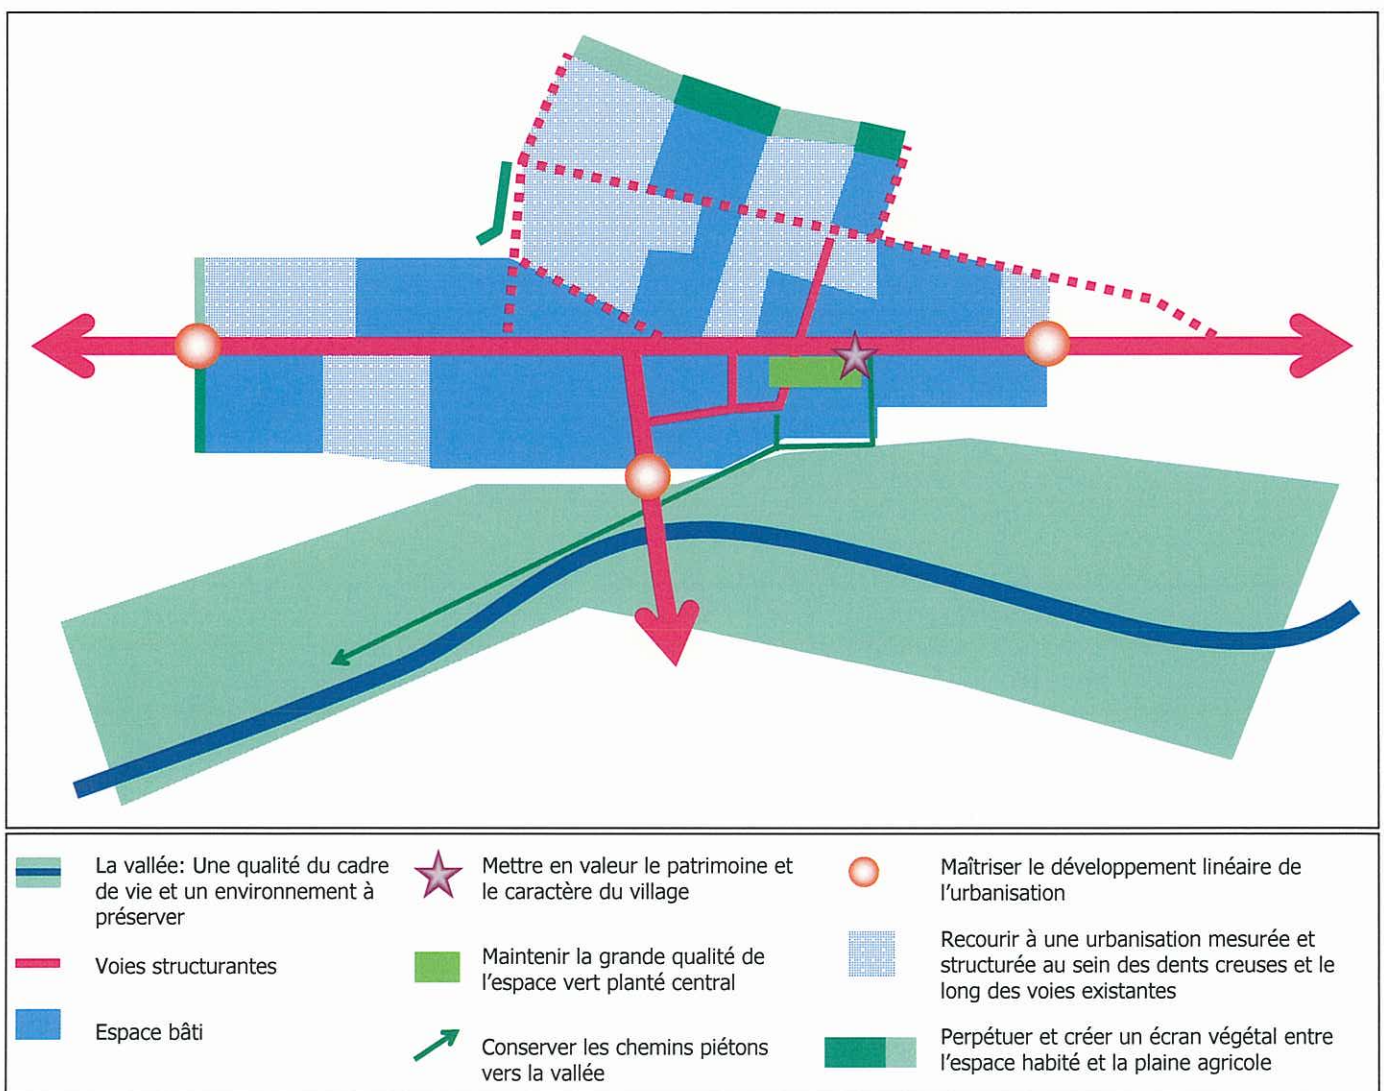 La vallée: Une qualité du cadre
de vie et un environnement à
préserver
Voies structurantes
Espace bâti
Mettre en valeur le patrimoine et
le caractère du village
Maintenir la grande qualité de
l'espace vert planté central
Conserver les chemins piétons
vers la vallée
Maîtriser le développement linéaire de
l'urbanisation
Recourir à une urbanisation mesurée et
structurée au sein des dents creuses et le
long des voies existantes
Perpétuer et créer un écran végétal entre
l'espace habité et la plaine agricole